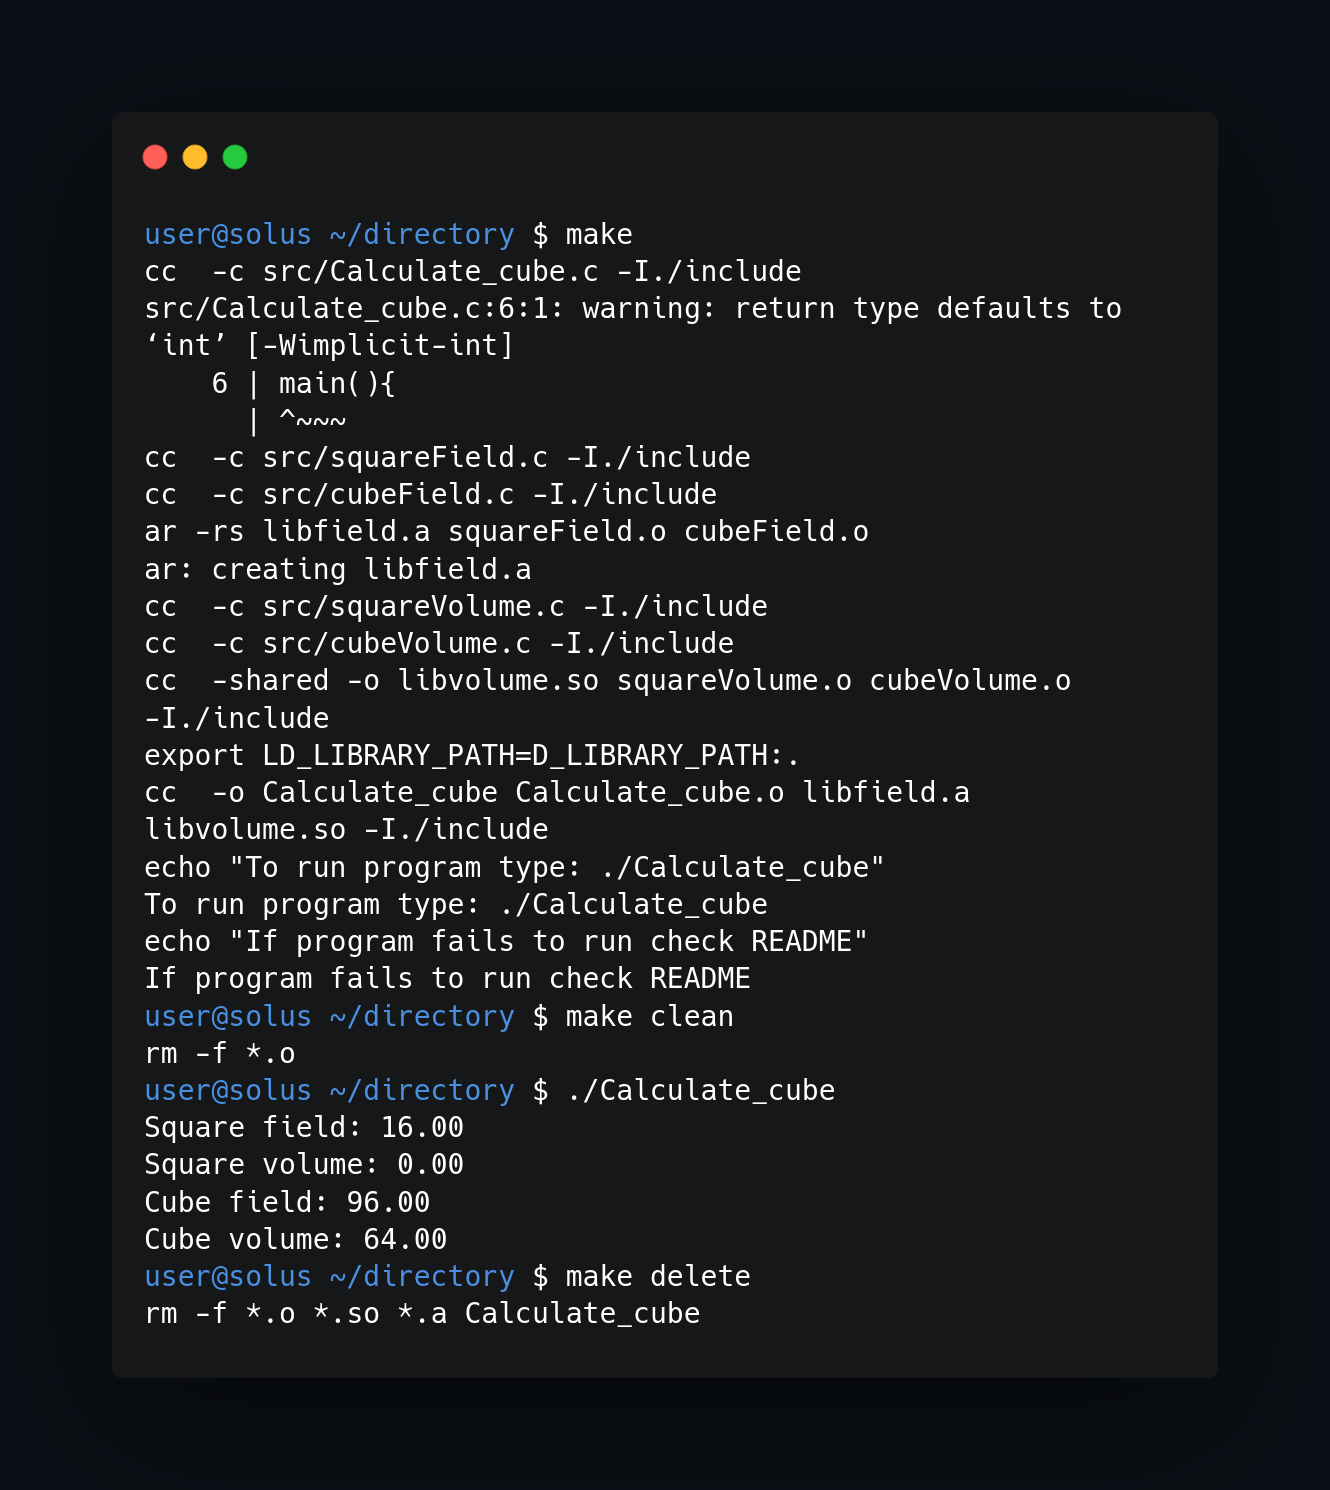 user@solus ~/directory $ make
cc  -c src/Calculate_cube.c -I./include
src/Calculate_cube.c:6:1: warning: return type defaults to
‘int’ [-Wimplicit-int]
    6 | main(){
      | ^~~~
cc  -c src/squareField.c -I./include
cc  -c src/cubeField.c -I./include
ar -rs libfield.a squareField.o cubeField.o
ar: creating libfield.a
cc  -c src/squareVolume.c -I./include
cc  -c src/cubeVolume.c -I./include
cc  -shared -o libvolume.so squareVolume.o cubeVolume.o
-I./include
export LD_LIBRARY_PATH=D_LIBRARY_PATH:.
cc  -o Calculate_cube Calculate_cube.o libfield.a
libvolume.so -I./include
echo "To run program type: ./Calculate_cube"
To run program type: ./Calculate_cube
echo "If program fails to run check README"
If program fails to run check README
user@solus ~/directory $ make clean
rm -f *.o
user@solus ~/directory $ ./Calculate_cube
Square field: 16.00
Square volume: 0.00
Cube field: 96.00
Cube volume: 64.00
user@solus ~/directory $ make delete
rm -f *.o *.so *.a Calculate_cube